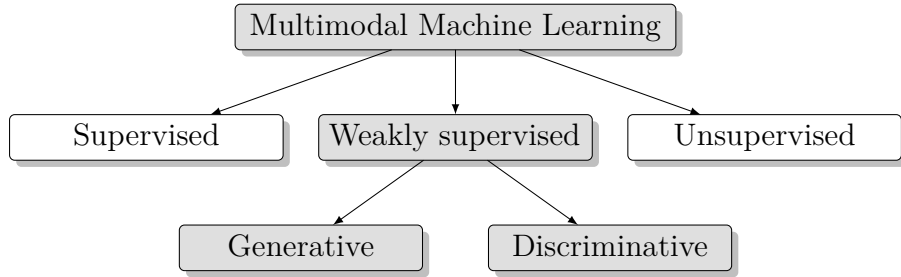 Multimodal Machine Learning
Supervised
Weakly supervised
Unsupervised
Generative
Discriminative